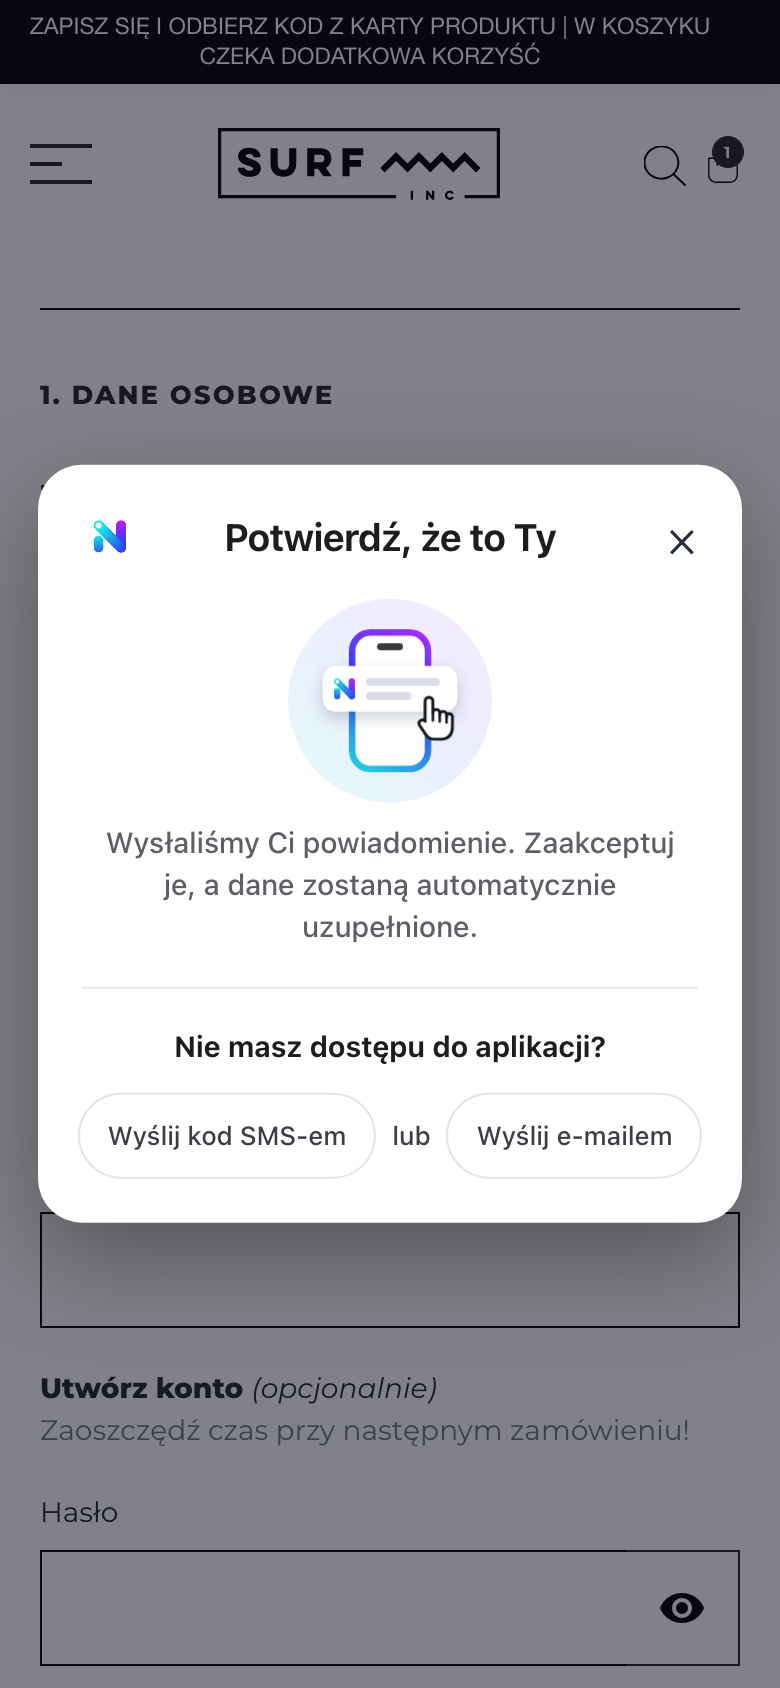 ZAPISZ SIĘ I ODBIERZ KOD Z KARTY PRODUKTU | W KOSZYKU
CZEKA DODATKOWA KORZYŚĆ
SURF
INC
1
1. DANE OSOBOWE
Potwierdź, że to Ty
Wysłaliśmy Ci powiadomienie. Zaakceptuj
je, a dane zostaną automatycznie
uzupełnione.
Nie masz dostępu do aplikacji?
Wyślij kod SMS-em lub Wyślij e-mailem
Utwórz konto (opcjonalnie)
Zaoszczędź czas przy następnym zamówieniu!
Hasło